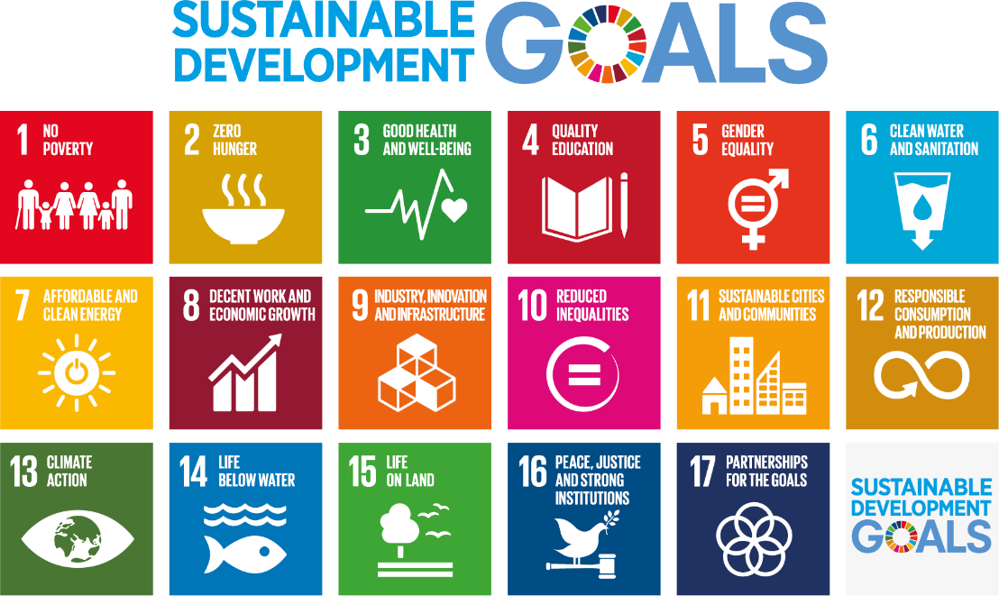 SUSTAINABLE
DEVELOPMENT
GOALS
1 NO
POVERTY
2 ZERO
HUNGER
3 GOOD HEALTH
AND WELL-BEING
4 QUALITY
EDUCATION
5 GENDER
EQUALITY
6 CLEAN WATER
AND SANITATION
7 AFFORDABLE AND
CLEAN ENERGY
8 DECENT WORK AND
ECONOMIC GROWTH
9 INDUSTRY, INNOVATION
AND INFRASTRUCTURE
10 REDUCED
INEQUALITIES
11 SUSTAINABLE CITIES
AND COMMUNITIES
12 RESPONSIBLE
CONSUMPTION
AND PRODUCTION
13 CLIMATE
ACTION
14 LIFE
BELOW WATER
15 LIFE
ON LAND
16 PEACE, JUSTICE
AND STRONG
INSTITUTIONS
17 PARTNERSHIPS
FOR THE GOALS
SUSTAINABLE
DEVELOPMENT
GOALS